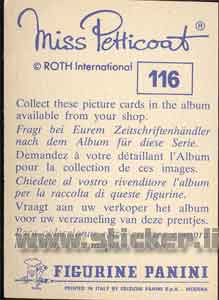 Miss Petticoat ®
© ROTH International
116
Collect these picture cards in the album
available from your shop.
Fragt bei Eurem Zeitschriftenhändler
nach dem Album für diese Serie.
Demandez à votre détaillant l'Album
pour la collection de ces images.
Chiedete al vostro rivenditore l'album
per la raccolta di queste figurine.
Vraagt aan uw verkoper het album
voor uw verzameling van deze prentjes.
www.sticker.li
FIGURINE PANINI
PRINTED IN ITALY BY EDIZIONI PANINI S.p.A. - MODENA